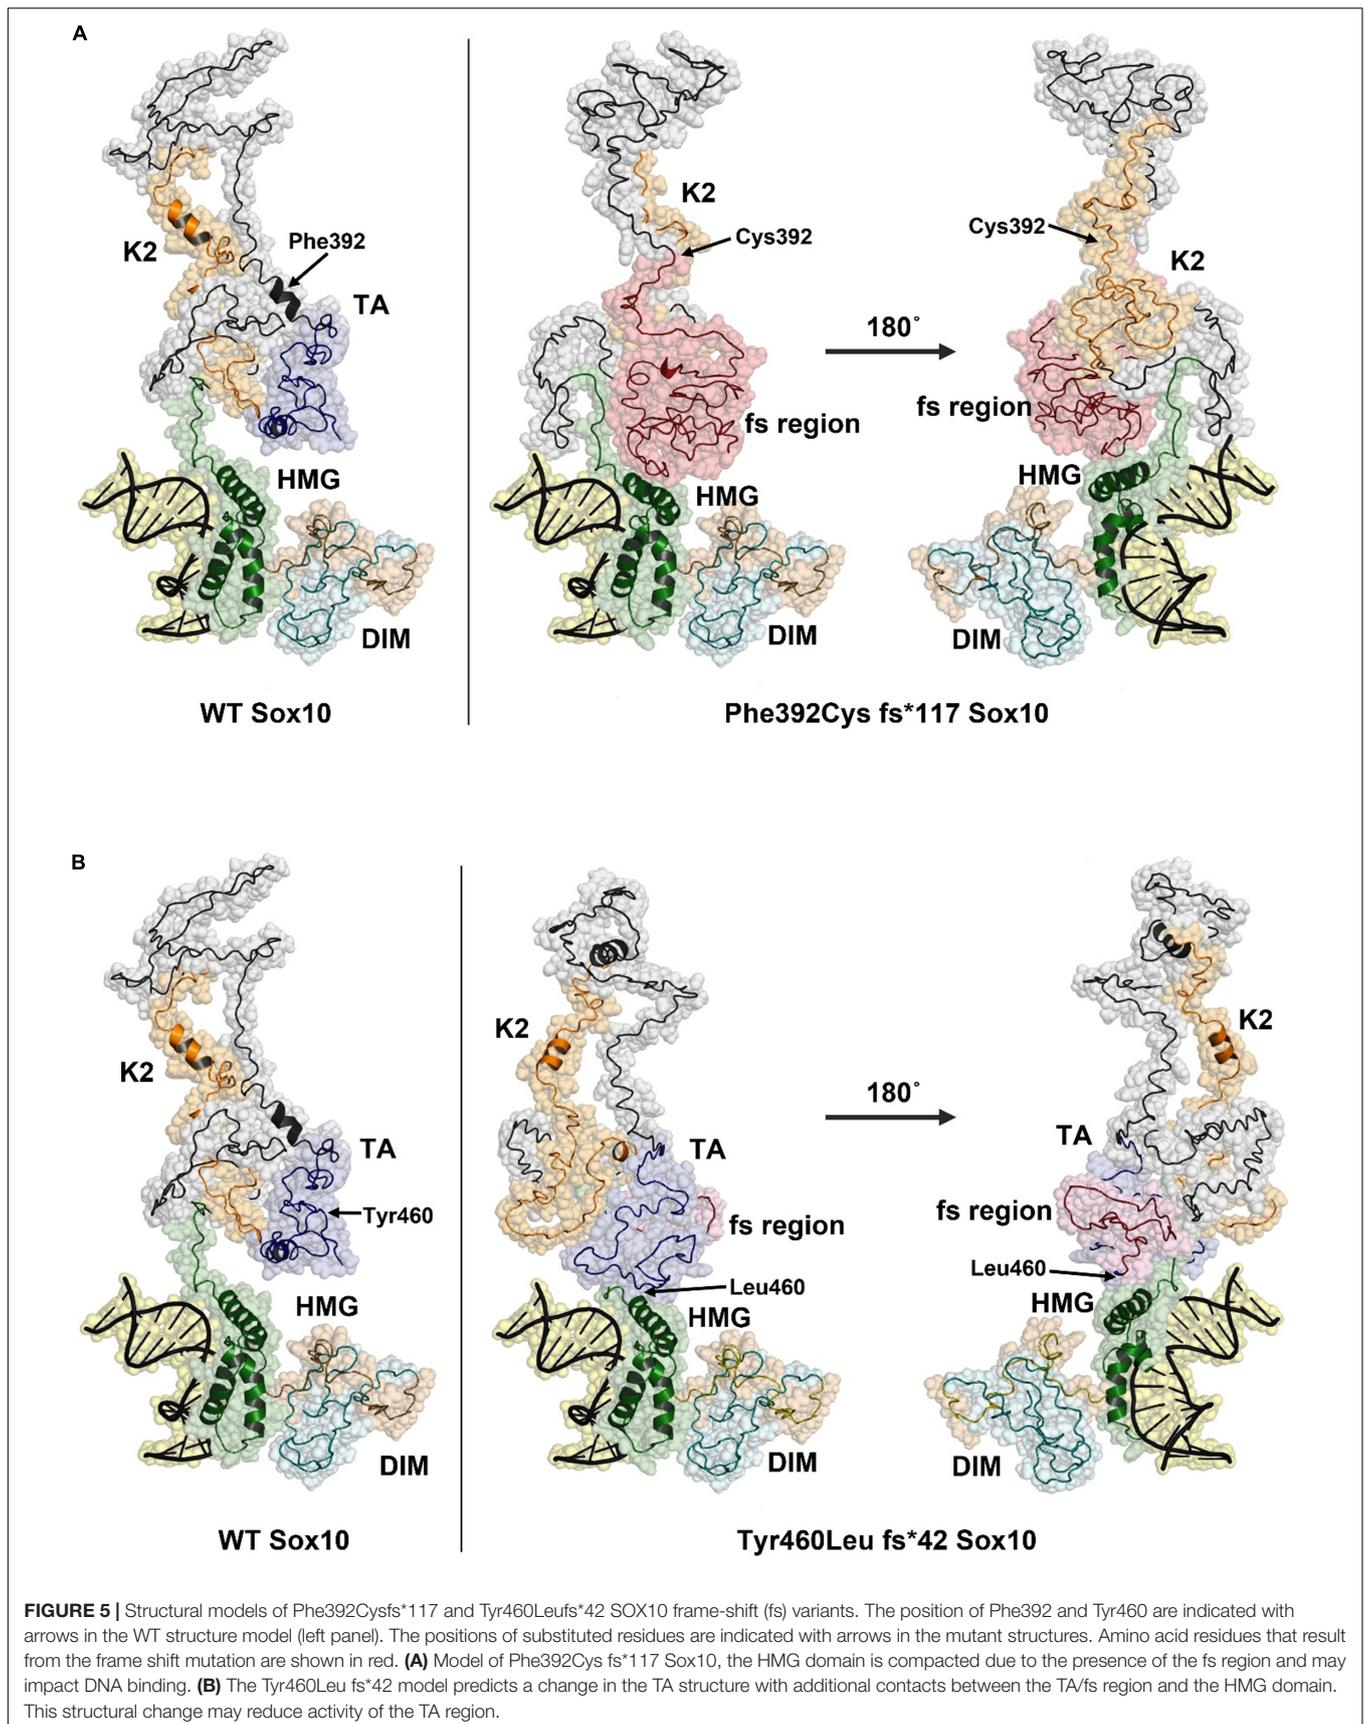 A
Phe392
K2
TA
HMG
DIM
WT Sox10
K2
Cys392
fs region
HMG
DIM
180°
Cys392
K2
fs region
HMG
DIM
Phe392Cys fs*117 Sox10
B
K2
TA
Tyr460
HMG
DIM
WT Sox10
K2
TA
fs region
Leu460
HMG
DIM
180°
K2
TA
fs region
Leu460
HMG
DIM
Tyr460Leu fs*42 Sox10
FIGURE 5 | Structural models of Phe392Cysfs*117 and Tyr460Leufs*42 SOX10 frame-shift (fs) variants. The position of Phe392 and Tyr460 are indicated with
arrows in the WT structure model (left panel). The positions of substituted residues are indicated with arrows in the mutant structures. Amino acid residues that result
from the frame shift mutation are shown in red. (A) Model of Phe392Cys fs*117 Sox10, the HMG domain is compacted due to the presence of the fs region and may
impact DNA binding. (B) The Tyr460Leu fs*42 model predicts a change in the TA structure with additional contacts between the TA/fs region and the HMG domain.
This structural change may reduce activity of the TA region.